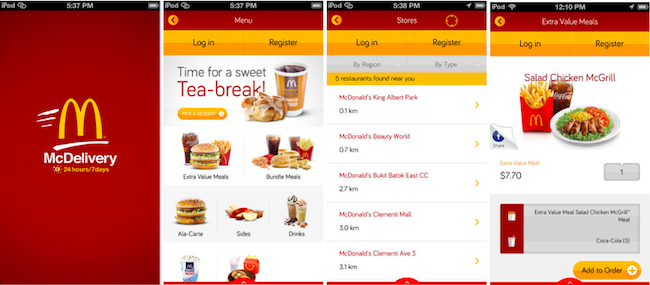 iPod
5:37 PM
McDelivery
24 hours/7days
iPod
5:37 PM
Menu
Log in
Register
Time for a sweet
Tea-break!
PICK A DESSERT
Extra Value Meals
Bundle Meals
Ala-Carte
Sides
Drinks
iPod
5:38 PM
Stores
Log in
Register
By Region
By Type
5 restaurants found near you
McDonald's King Albert Park
0.1 km
McDonald's Beauty World
0.7 km
McDonald's Bukit Batok East CC
2.7 km
McDonald's Clementi Mall
3.0 km
McDonald's Clementi Ave 3
3.1 km
iPod
12:10 PM
Extra Value Meals
Log in
Register
Salad Chicken McGrill
Coca-Cola
Share
Extra Value Meal
$7.70
1
Extra Value Meal Salad Chicken McGrill™
Meal
Coca-Cola (S)
Add to Order